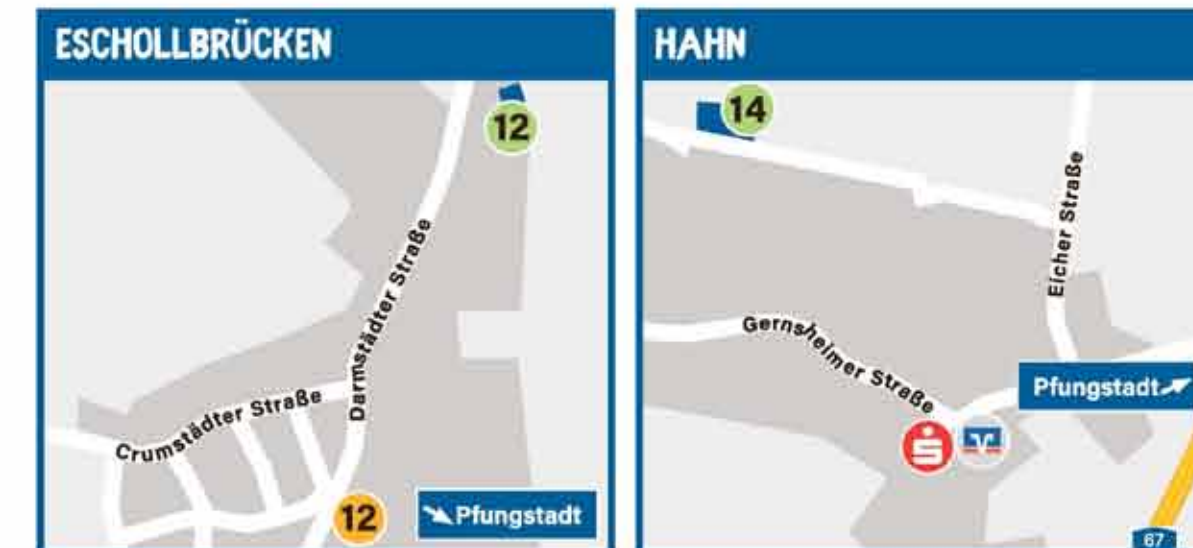 ESCHOLLBRÜCKEN
12
Darmstädter Straße
Crumstädter Straße
12
Pfungstadt
HAHN
14
Eicher Straße
Gernsheimer Straße
Pfungstadt
67